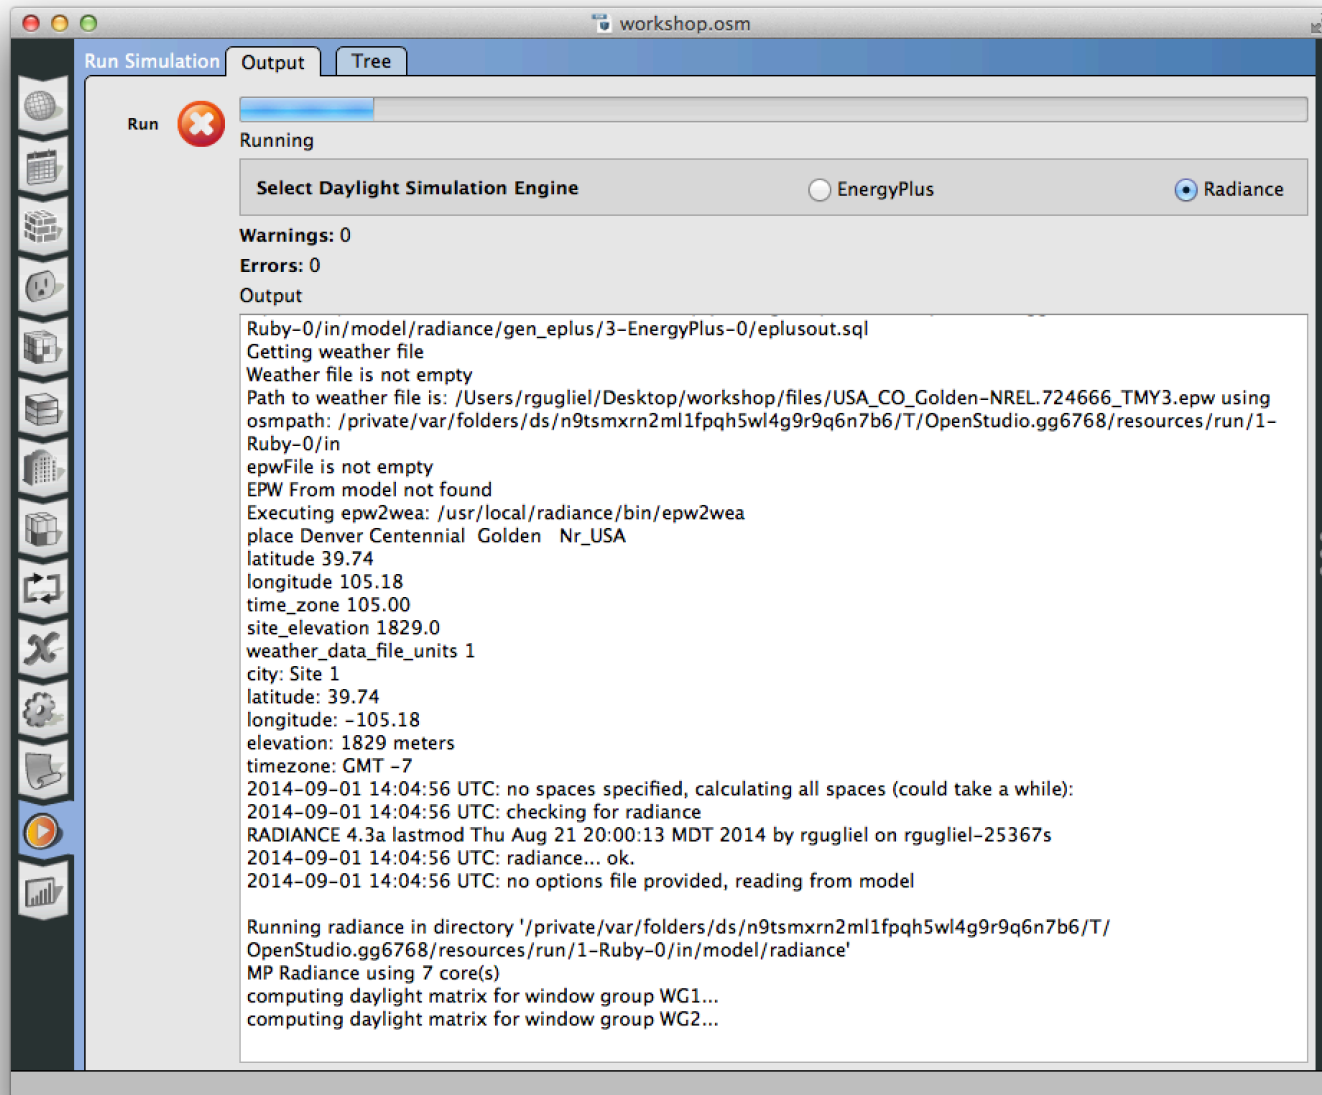 workshop.osm
Run Simulation
Output
Tree
Run
Running
Select Daylight Simulation Engine
EnergyPlus
Radiance
Warnings: 0
Errors: 0
Output
Ruby-0/in/model/radiance/gen_eplus/3-EnergyPlus-0/eplusout.sql
Getting weather file
Weather file is not empty
Path to weather file is: /Users/rgugliel/Desktop/workshop/files/USA_CO_Golden-NREL.724666_TMY3.epw using
osmpath: /private/var/folders/ds/n9tsmxrn2ml1fpqh5wl4g9r9q6n7b6/T/OpenStudio.gg6768/resources/run/1-
Ruby-0/in
epwFile is not empty
EPW From model not found
Executing epw2wea: /usr/local/radiance/bin/epw2wea
place Denver Centennial  Golden   Nr_USA
latitude 39.74
longitude 105.18
time_zone 105.00
site_elevation 1829.0
weather_data_file_units 1
city: Site 1
latitude: 39.74
longitude: -105.18
elevation: 1829 meters
timezone: GMT -7
2014-09-01 14:04:56 UTC: no spaces specified, calculating all spaces (could take a while):
2014-09-01 14:04:56 UTC: checking for radiance
RADIANCE 4.3a lastmod Thu Aug 21 20:00:13 MDT 2014 by rgugliel on rgugliel-25367s
2014-09-01 14:04:56 UTC: radiance... ok.
2014-09-01 14:04:56 UTC: no options file provided, reading from model
Running radiance in directory '/private/var/folders/ds/n9tsmxrn2ml1fpqh5wl4g9r9q6n7b6/T/
OpenStudio.gg6768/resources/run/1-Ruby-0/in/model/radiance'
MP Radiance using 7 core(s)
computing daylight matrix for window group WG1...
computing daylight matrix for window group WG2...